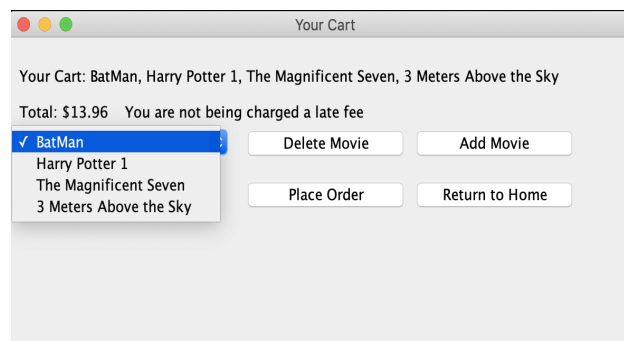 Your Cart
Your Cart: BatMan, Harry Potter 1, The Magnificent Seven, 3 Meters Above the Sky
Total: $13.96 You are not being charged a late fee
✓ BatMan
Harry Potter 1
The Magnificent Seven
3 Meters Above the Sky
Delete Movie Add Movie
Place Order Return to Home